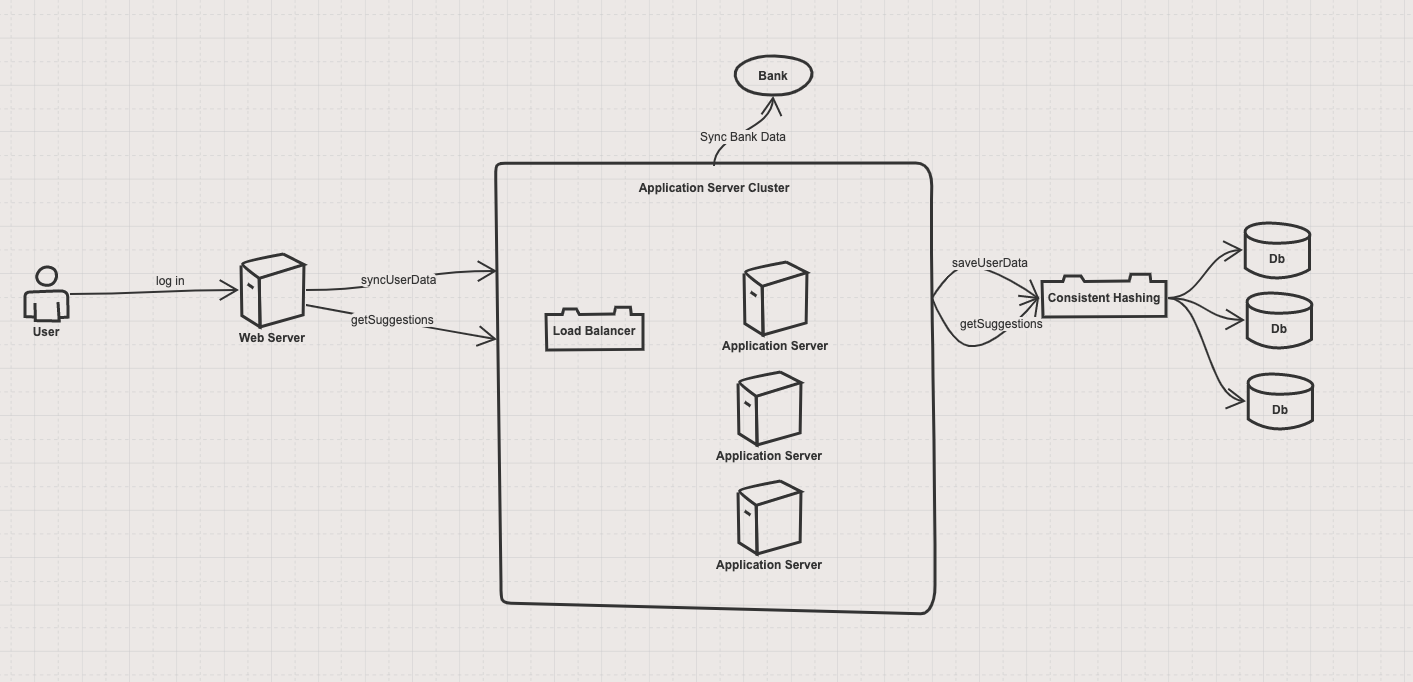 Bank
Sync Bank Data
Application Server Cluster
log in
User
Web Server
syncUserData
getSuggestions
Load Balancer
Application Server
Application Server
Application Server
saveUserData
getSuggestions
Consistent Hashing
Db
Db
Db